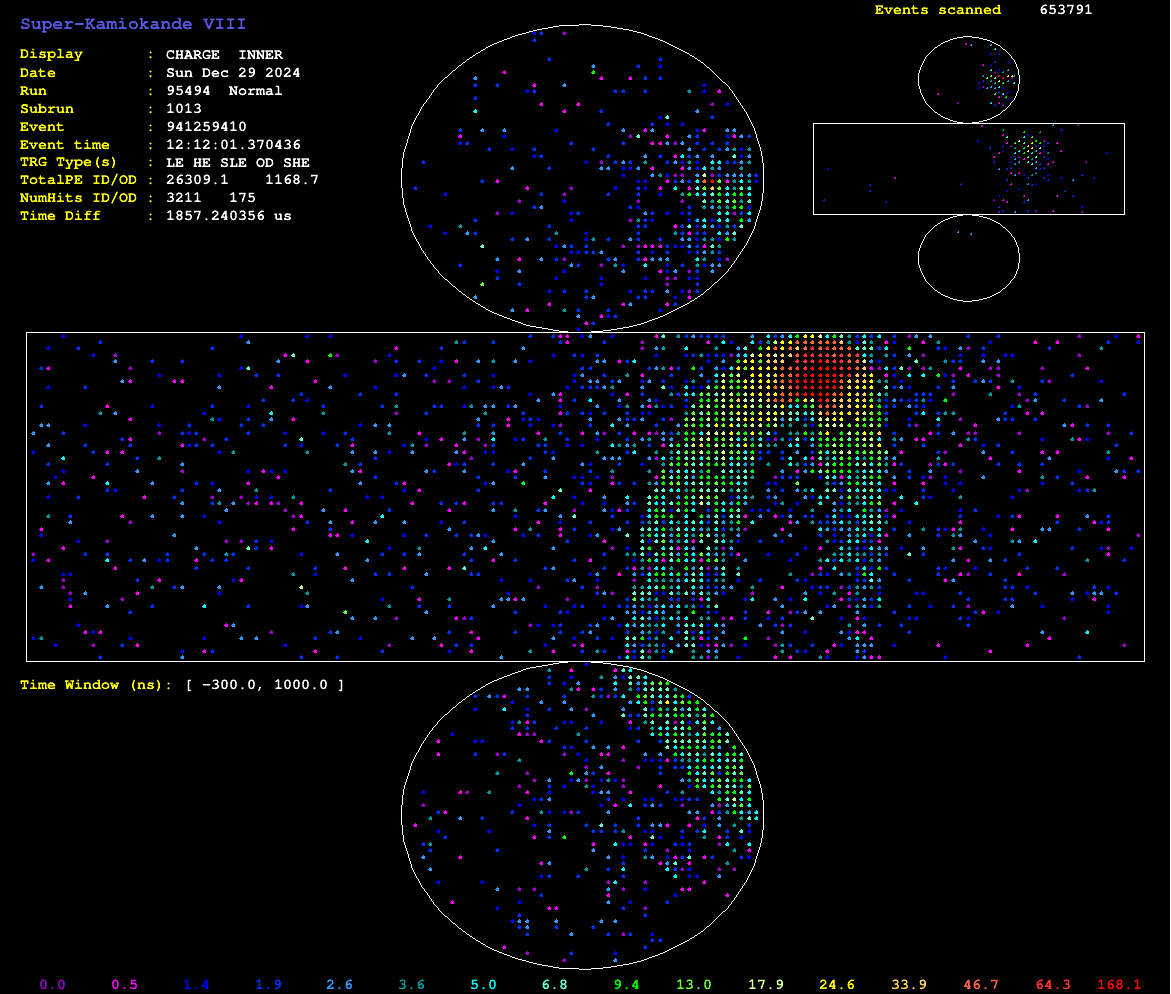 Events scanned 653791
Super-Kamiokande VIII
Display : CHARGE INNER
Date : Sun Dec 29 2024
Run : 95494 Normal
Subrun : 1013
Event : 941259410
Event time : 12:12:01.370436
TRG Type(s) : LE HE SLE OD SHE
TotalPE ID/OD : 26309.1 1168.7
NumHits ID/OD : 3211 175
Time Diff : 1857.240356 us
Time Window (ns): [ −300.0, 1000.0 ]
0.0 0.5 1.4 1.9 2.6 3.6 5.0 6.8 9.4 13.0 17.9 24.6 33.9 46.7 64.3 168.1